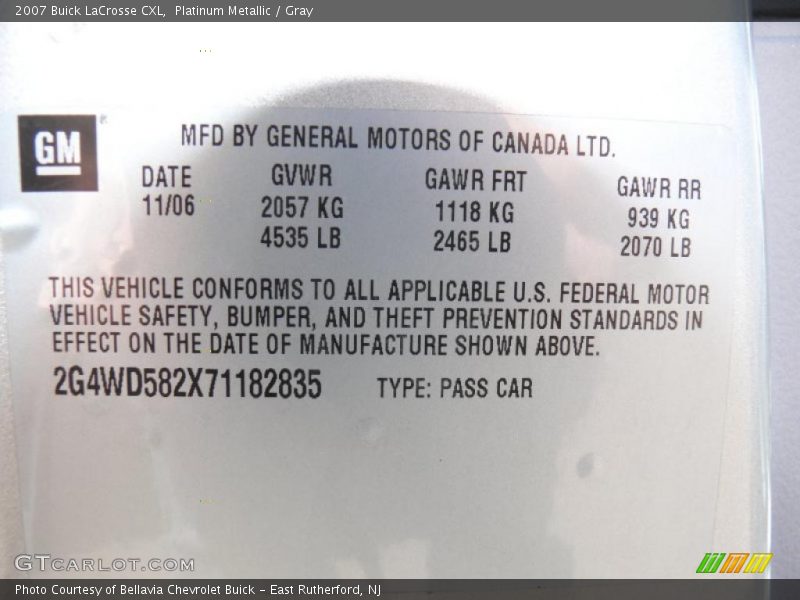 2007 Buick LaCrosse CXL, Platinum Metallic / Gray
GM
MFD BY GENERAL MOTORS OF CANADA LTD.
DATE GVWR GAWR FRT GAWR RR
11/06 2057 KG 1118 KG 939 KG
4535 LB 2465 LB 2070 LB
THIS VEHICLE CONFORMS TO ALL APPLICABLE U.S. FEDERAL MOTOR
VEHICLE SAFETY, BUMPER, AND THEFT PREVENTION STANDARDS IN
EFFECT ON THE DATE OF MANUFACTURE SHOWN ABOVE.
2G4WD582X71182835 TYPE: PASS CAR
GTCARLOT.COM
Photo Courtesy of Bellavia Chevrolet Buick - East Rutherford, NJ